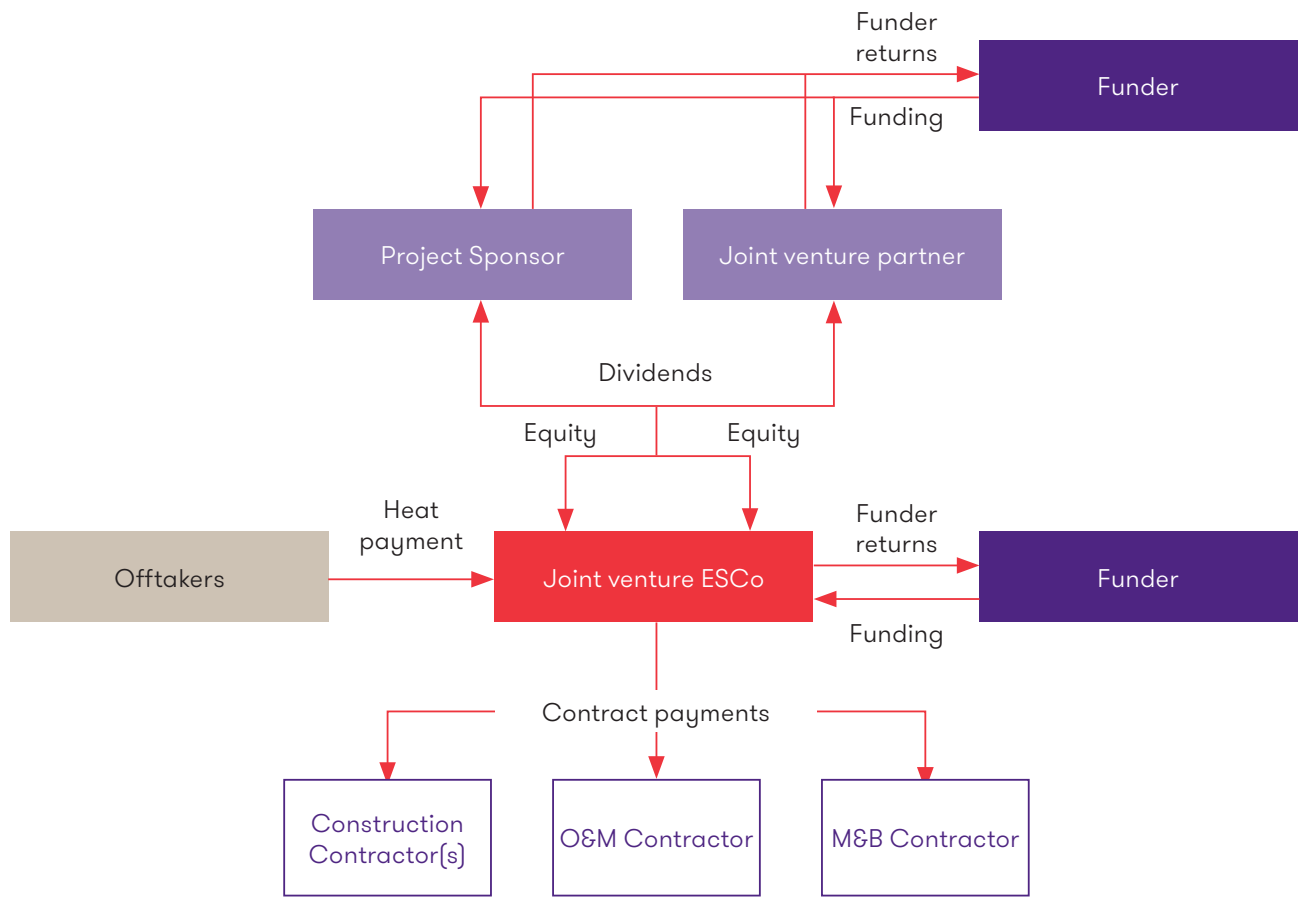 Funder
returns
Funder
Funding
Project Sponsor
Joint venture partner
Dividends
Equity
Equity
Heat
payment
Funder
returns
Offtakers
Joint venture ESCo
Funder
Funding
Contract payments
Construction
Contractor(s)
O&M Contractor
M&B Contractor